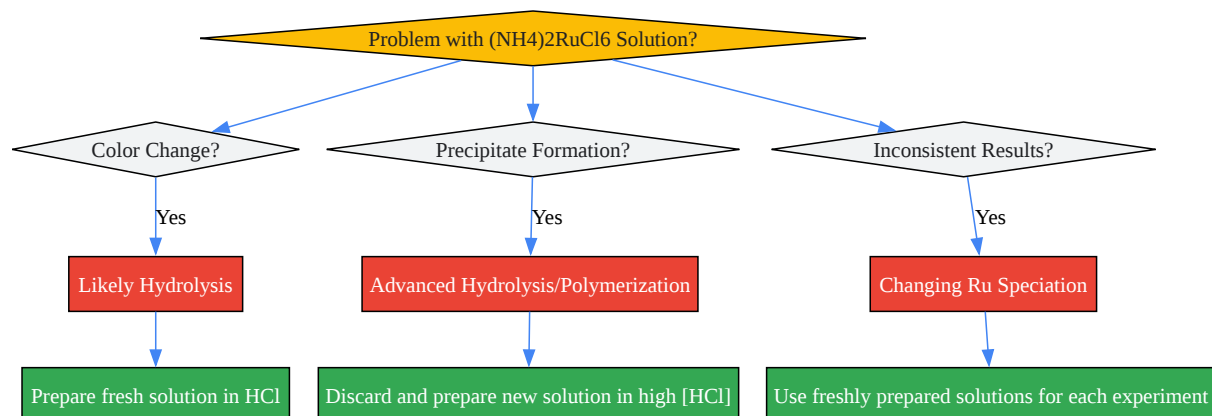 Problem with (NH4)2RuCl6 Solution?
Color Change?
Precipitate Formation?
Inconsistent Results?
Yes
Yes
Yes
Likely Hydrolysis
Advanced Hydrolysis/Polymerization
Changing Ru Speciation
Prepare fresh solution in HCl
Discard and prepare new solution in high [HCl]
Use freshly prepared solutions for each experiment